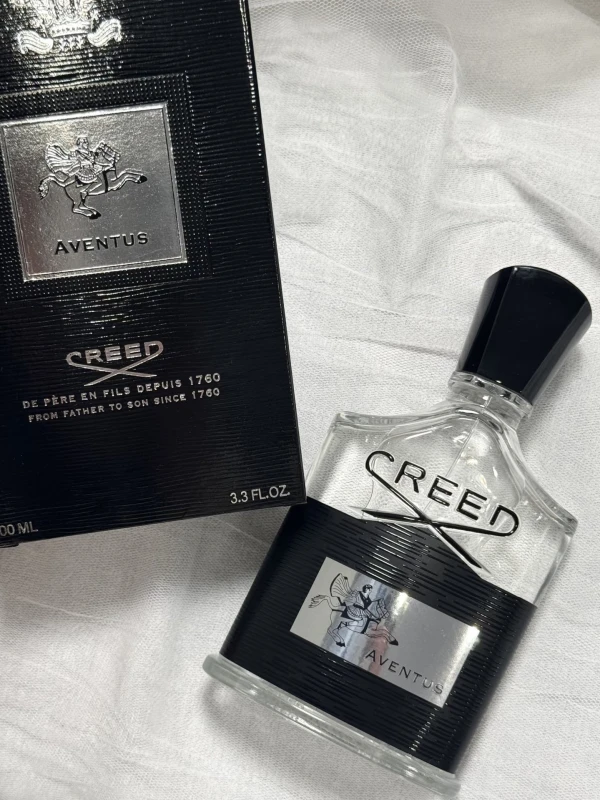 AVENTUS
CREED
DE PÈRE EN FILS DEPUIS 1760
FROM FATHER TO SON SINCE 1760
3.3 FL.OZ.
00 ML
CREED
AVENTUS